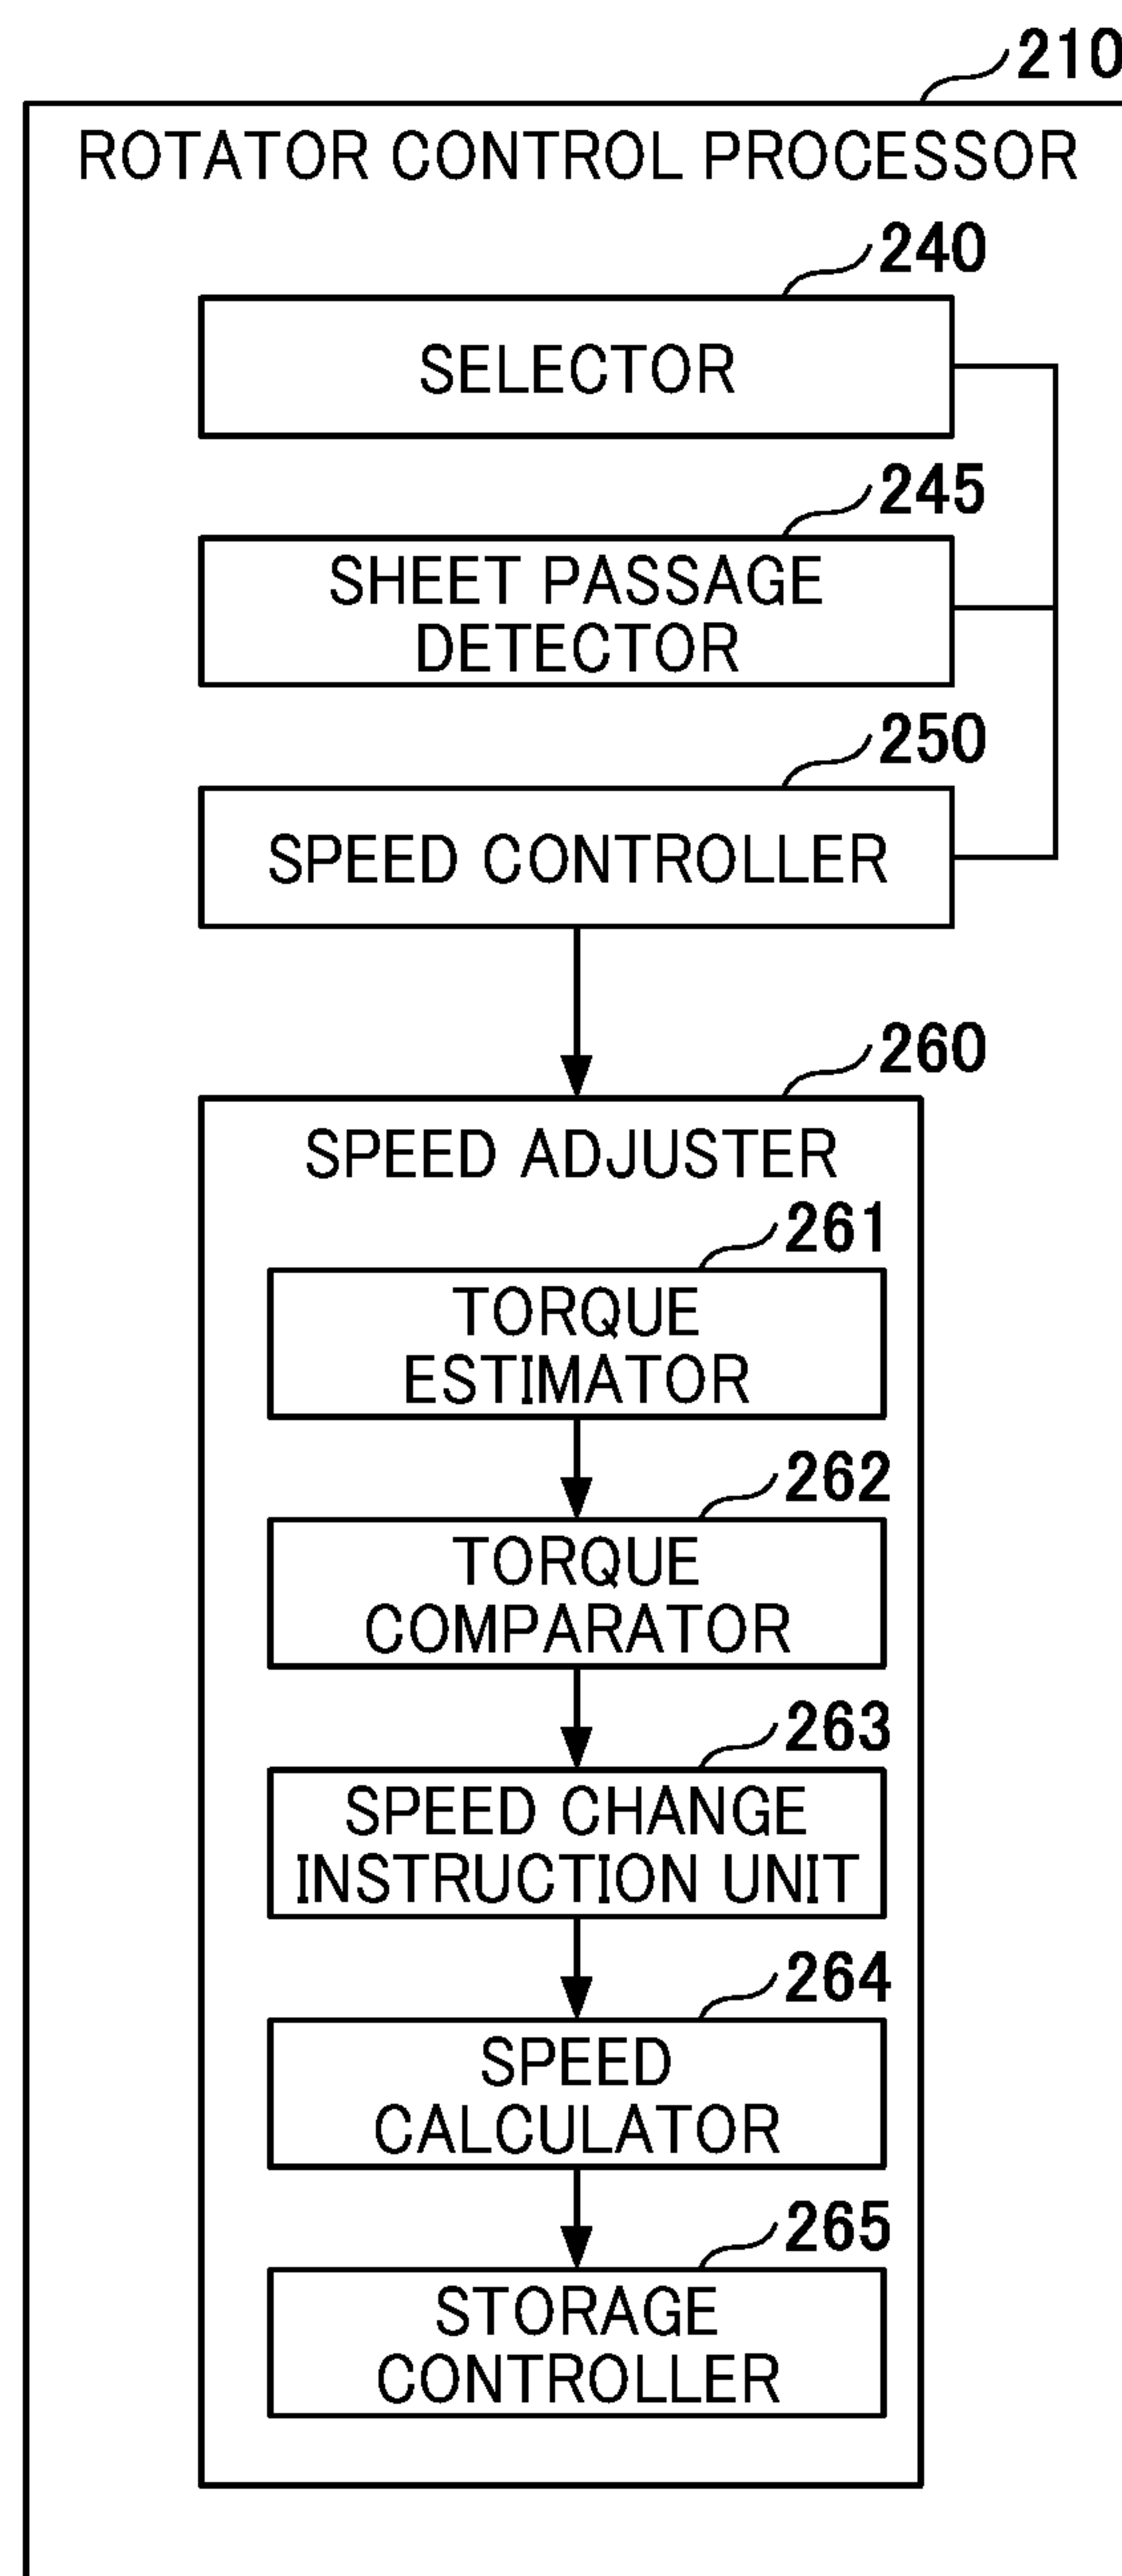 210
ROTATOR CONTROL PROCESSOR
240
SELECTOR
245
SHEET PASSAGE
DETECTOR
250
SPEED CONTROLLER
260
SPEED ADJUSTER
261
TORQUE
ESTIMATOR
262
TORQUE
COMPARATOR
263
SPEED CHANGE
INSTRUCTION UNIT
264
SPEED
CALCULATOR
265
STORAGE
CONTROLLER